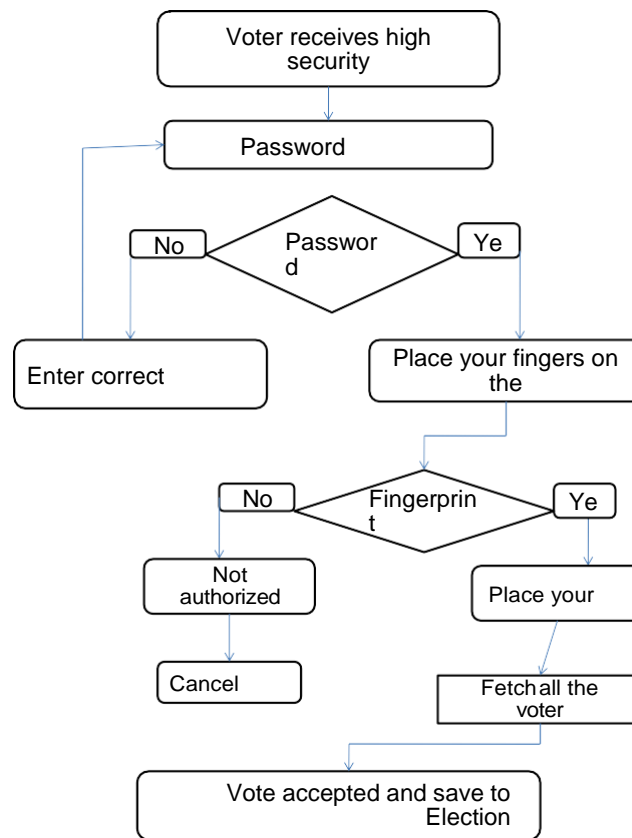 Voter receives high
security
Password
No
Passwor
d
Ye
Enter correct
Place your fingers on
the
No
Fingerprin
t
Ye
Not
authorized
Place your
Cancel
Fetch all the
voter
Vote accepted and save to
Election